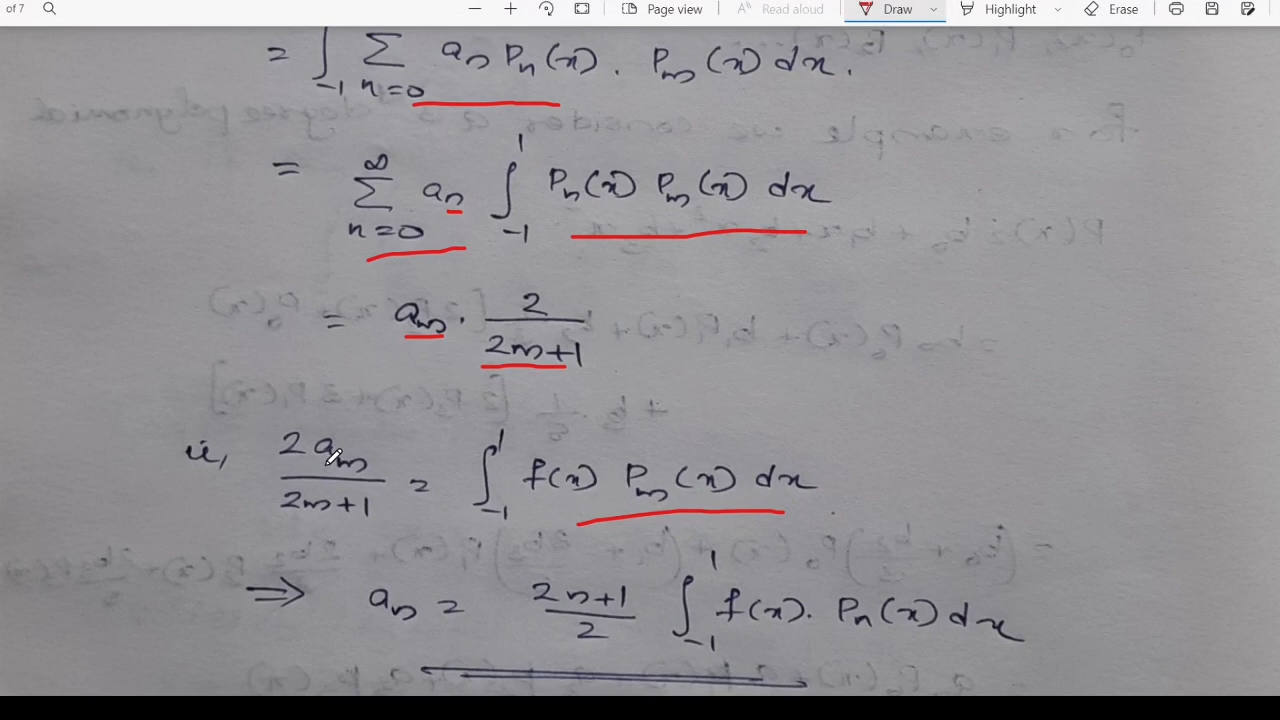 of 7 Page view Read aloud Draw Highlight Erase
= ∫_{-1} Σ_{n=0} a_n P_n(x) . P_m(x) dx.
= Σ_{n=0}^{∞} a_n ∫_{-1}^{1} P_n(x) P_m(x) dx
= a_m . 2/(2m+1)
ie, 2a_m/(2m+1) = ∫_{-1}^{1} f(x) P_m(x) dx
⇒ a_n = (2n+1)/2 ∫_{-1}^{1} f(x). P_n(x) dx